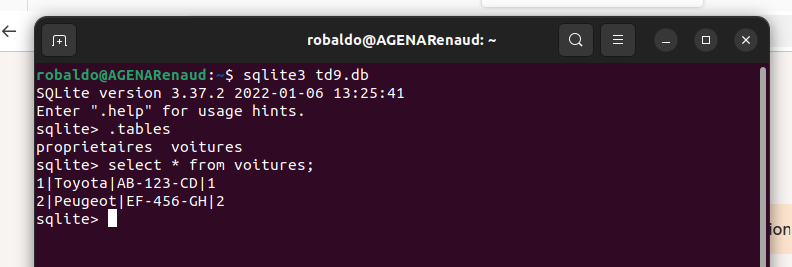 robaldo@AGENARenaud: ~
robaldo@AGENARenaud:~$ sqlite3 td9.db
SQLite version 3.37.2 2022-01-06 13:25:41
Enter ".help" for usage hints.
sqlite> .tables
proprietaires  voitures
sqlite> select * from voitures;
1|Toyota|AB-123-CD|1
2|Peugeot|EF-456-GH|2
sqlite>
ion